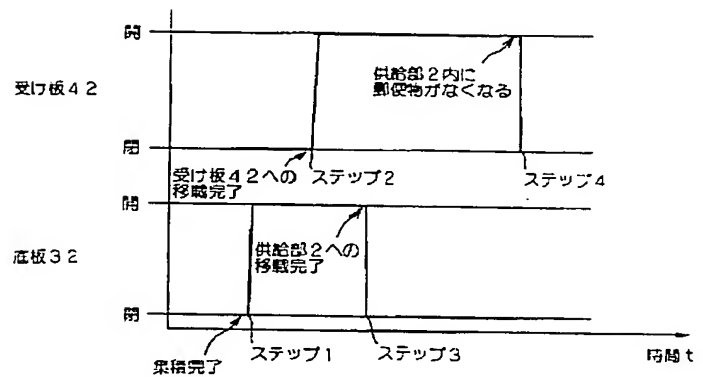 開
受け板42
供給部2内に
郵便物がなくなる
閉
受け板42への
移載完了
ステップ2
ステップ4
開
底板32
供給部2への
移載完了
閉
集積完了
ステップ1
ステップ3
時間t